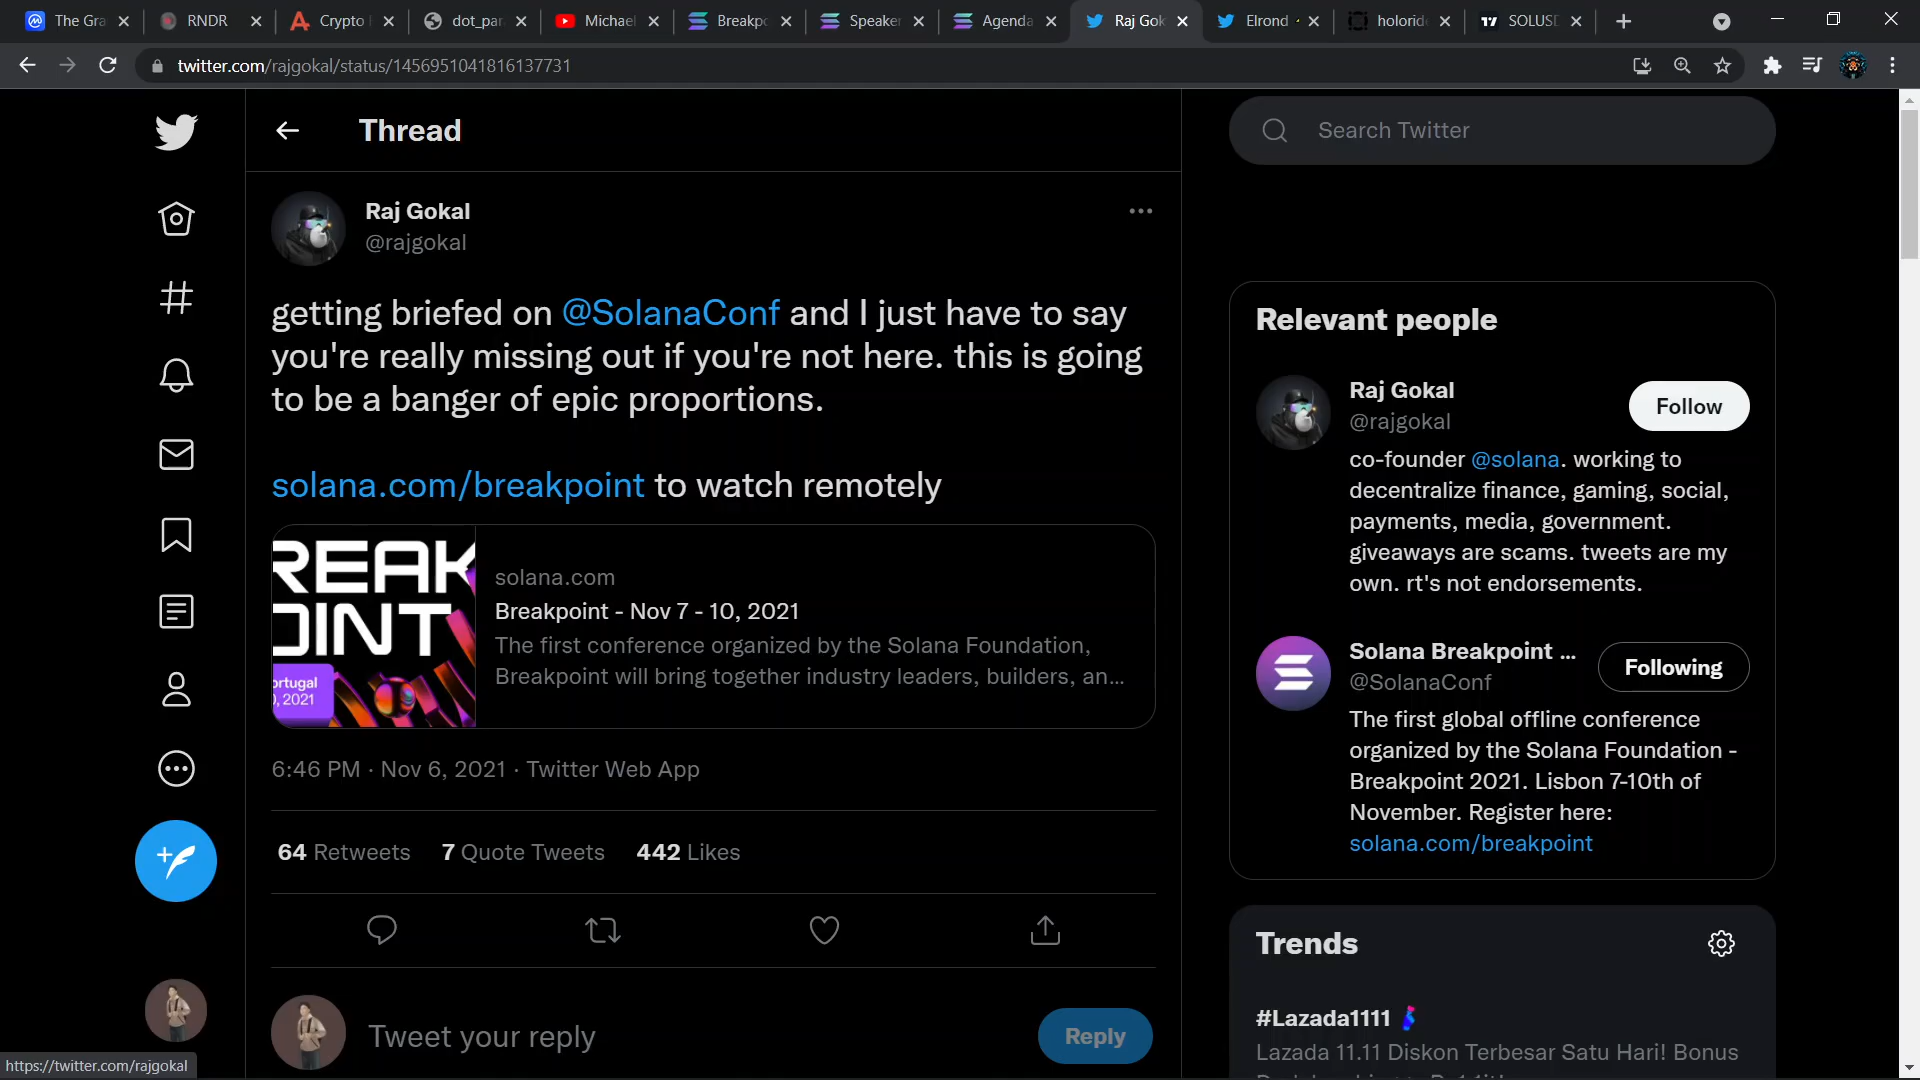 The Gra
RNDR
Crypto
dot_par
Michae
Breakpo
Speaker
Agenda
Raj Gok
Elrond
holoride
SOLUSD
twitter.com/rajgokal/status/1456951041816137731
Thread
Search Twitter
Raj Gokal
@rajgokal
getting briefed on @SolanaConf and I just have to say
you're really missing out if you're not here. this is going
to be a banger of epic proportions.
solana.com/breakpoint to watch remotely
REAK
OINT
ortugal
0, 2021
solana.com
Breakpoint - Nov 7 - 10, 2021
The first conference organized by the Solana Foundation,
Breakpoint will bring together industry leaders, builders, an...
6:46 PM · Nov 6, 2021 · Twitter Web App
64 Retweets 7 Quote Tweets 442 Likes
Tweet your reply
Reply
Relevant people
Raj Gokal
@rajgokal
Follow
co-founder @solana. working to
decentralize finance, gaming, social,
payments, media, government.
giveaways are scams. tweets are my
own. rt's not endorsements.
Solana Breakpoint ...
@SolanaConf
Following
The first global offline conference
organized by the Solana Foundation -
Breakpoint 2021. Lisbon 7-10th of
November. Register here:
solana.com/breakpoint
Trends
#Lazada1111
Lazada 11.11 Diskon Terbesar Satu Hari! Bonus
https://twitter.com/rajgokal